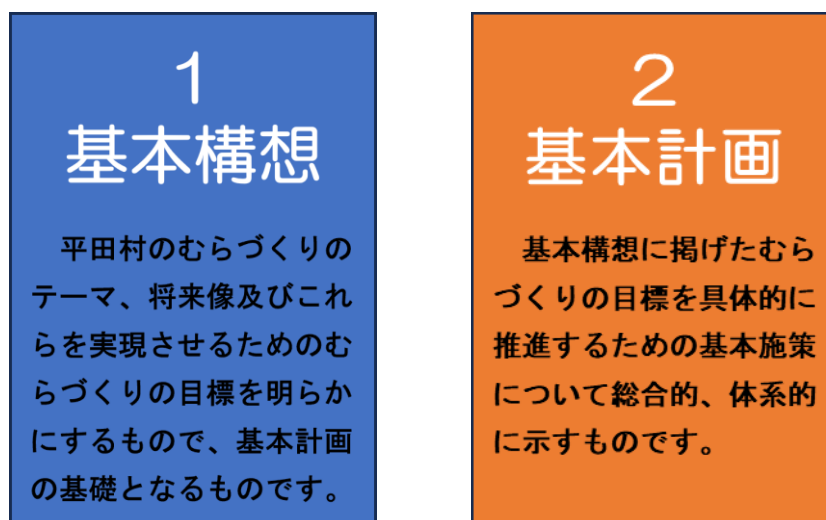 1
基本構想
平田村のむらづくりの
テーマ、将来像及びこれ
らを実現させるためのむ
らづくりの目標を明らか
にするもので、基本計画
の基礎となるものです。
2
基本計画
基本構想に掲げたむら
づくりの目標を具体的に
推進するための基本施策
について総合的、体系的
に示すものです。